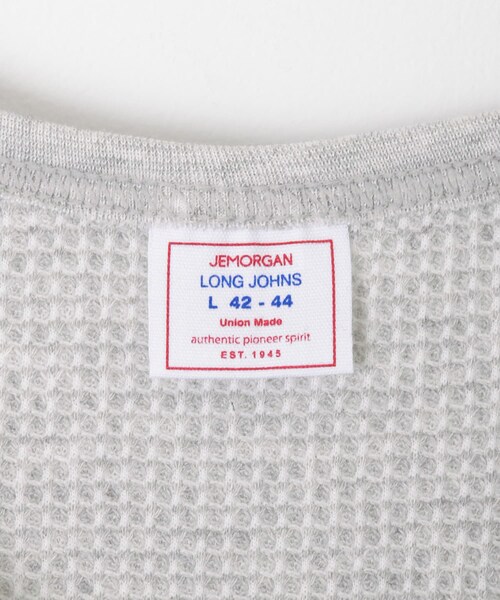 JEMORGAN
LONG JOHNS
L 42 - 44
Union Made
authentic pioneer spirit
EST. 1945